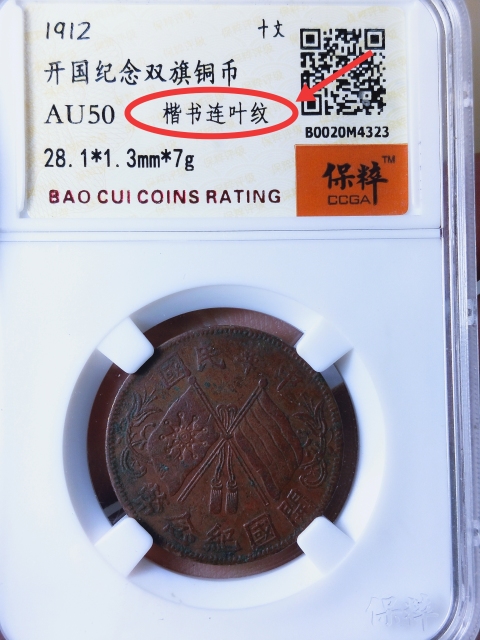 1912 十文
开国纪念双旗铜币
AU50 楷书连叶纹
B0020M4323
28.1*1.3mm*7g
保粹 TM
CCGA
BAO CUI COINS RATING
中華民國
開國紀念幣
保粹